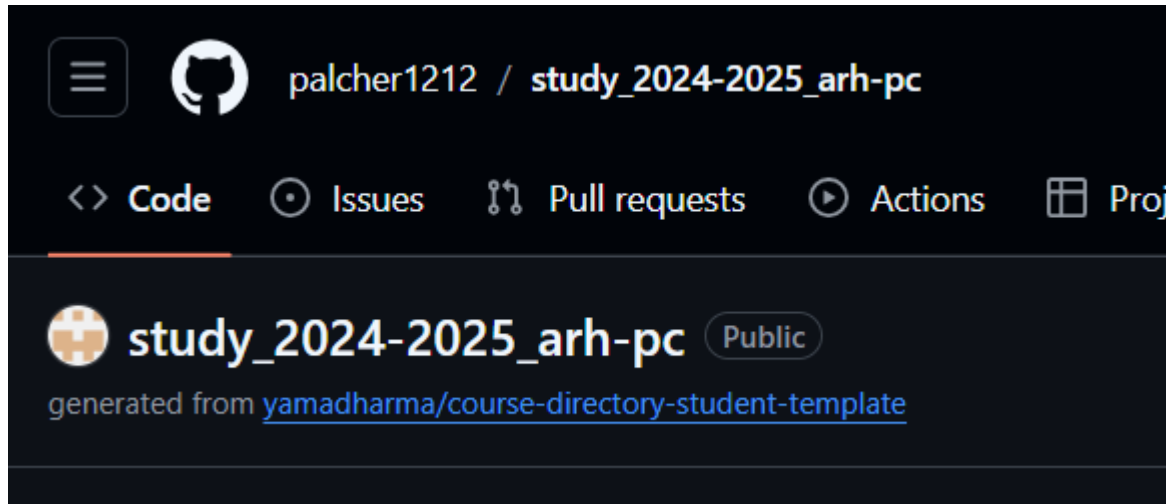 palcher1212 / study_2024-2025_arh-pc
Code Issues Pull requests Actions Proj
study_2024-2025_arh-pc Public
generated from yamadharma/course-directory-student-template